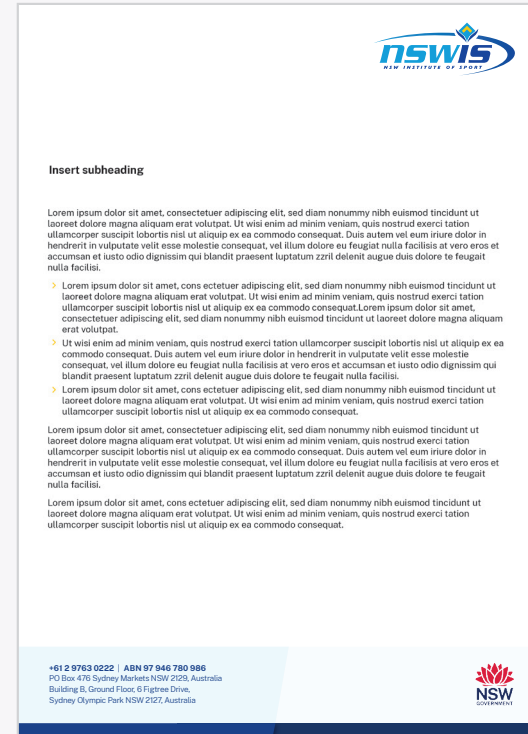 nswis
NSW INSTITUTE OF SPORT
Insert subheading
Lorem ipsum dolor sit amet, consectetuer adipiscing elit, sed diam nonummy nibh euismod tincidunt ut
laoreet dolore magna aliquam erat volutpat. Ut wisi enim ad minim veniam, quis nostrud exerci tation
ullamcorper suscipit lobortis nisl ut aliquip ex ea commodo consequat. Duis autem vel eum iriure dolor in
hendrerit in vulputate velit esse molestie consequat, vel illum dolore eu feugiat nulla facilisis at vero eros et
accumsan et iusto odio dignissim qui blandit praesent luptatum zzril delenit augue duis dolore te feugait
nulla facilisi.
Lorem ipsum dolor sit amet, cons ectetuer adipiscing elit, sed diam nonummy nibh euismod tincidunt ut
laoreet dolore magna aliquam erat volutpat. Ut wisi enim ad minim veniam, quis nostrud exerci tation
ullamcorper suscipit lobortis nisl ut aliquip ex ea commodo consequat.Lorem ipsum dolor sit amet,
consectetuer adipiscing elit, sed diam nonummy nibh euismod tincidunt ut laoreet dolore magna aliquam
erat volutpat.
Ut wisi enim ad minim veniam, quis nostrud exerci tation ullamcorper suscipit lobortis nisl ut aliquip ex ea
commodo consequat. Duis autem vel eum iriure dolor in hendrerit in vulputate velit esse molestie
consequat, vel illum dolore eu feugiat nulla facilisis at vero eros et accumsan et iusto odio dignissim qui
blandit praesent luptatum zzril delenit augue duis dolore te feugait nulla facilisi.
Lorem ipsum dolor sit amet, cons ectetuer adipiscing elit, sed diam nonummy nibh euismod tincidunt ut
laoreet dolore magna aliquam erat volutpat. Ut wisi enim ad minim veniam, quis nostrud exerci tation
ullamcorper suscipit lobortis nisl ut aliquip ex ea commodo consequat.
Lorem ipsum dolor sit amet, consectetuer adipiscing elit, sed diam nonummy nibh euismod tincidunt ut
laoreet dolore magna aliquam erat volutpat. Ut wisi enim ad minim veniam, quis nostrud exerci tation
ullamcorper suscipit lobortis nisl ut aliquip ex ea commodo consequat. Duis autem vel eum iriure dolor in
hendrerit in vulputate velit esse molestie consequat, vel illum dolore eu feugiat nulla facilisis at vero eros et
accumsan et iusto odio dignissim qui blandit praesent luptatum zzril delenit augue duis dolore te feugait
nulla facilisi.
Lorem ipsum dolor sit amet, cons ectetuer adipiscing elit, sed diam nonummy nibh euismod tincidunt ut
laoreet dolore magna aliquam erat volutpat. Ut wisi enim ad minim veniam, quis nostrud exerci tation
ullamcorper suscipit lobortis nisl ut aliquip ex ea commodo consequat.
+61 2 9763 0222 | ABN 97 946 780 986
PO Box 476 Sydney Markets NSW 2129, Australia
Building B, Ground Floor, 6 Figtree Drive,
Sydney Olympic Park NSW 2127, Australia
NSW
GOVERNMENT